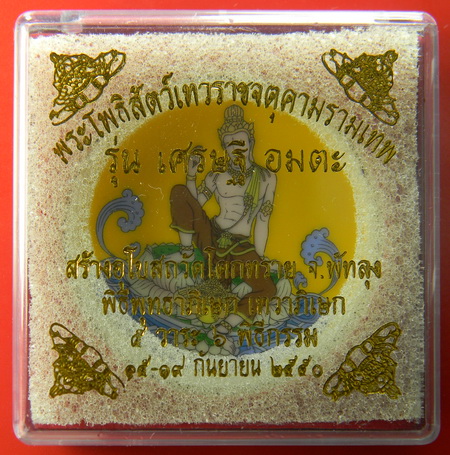 พระโพธิสัตว์เทวราชจตุคามรามเทพ
รุ่น เศรษฐี อมตะ
สร้างอุโบสถวัดโคกทราย จ.พัทลุง
พิธีพุทธาภิเษก เทวาภิเษก
๕ วาระ ๖ พิธีกรรม
๑๕-๑๙ กันยายน ๒๕๕๐